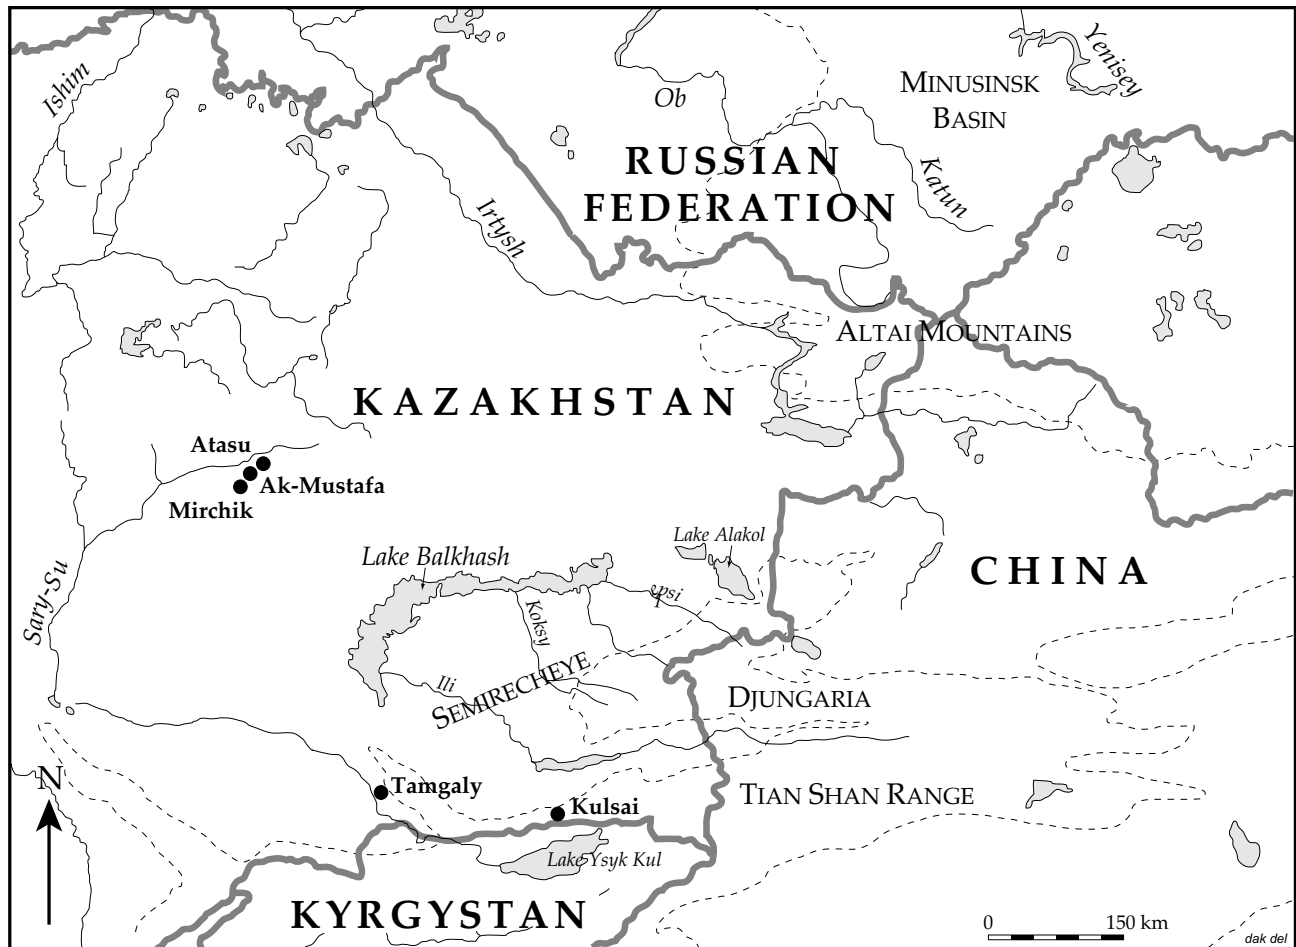 Ishim
Ob
Yenisey
MINUSINSK
BASIN
RUSSIAN
FEDERATION
Katun
Irtysh
ALTAI MOUNTAINS
KAZAKHSTAN
Atasu
Ak-Mustafa
Mirchik
Lake Alakol
Lake Balkhash
CHINA
Sary-Su
Koksy
Ili
SEMIRECHEYE
DJUNGARIA
N
Tamgaly
Kulsai
TIAN SHAN RANGE
Lake Ysyk Kul
KYRGYSTAN
0 150 km
dak del